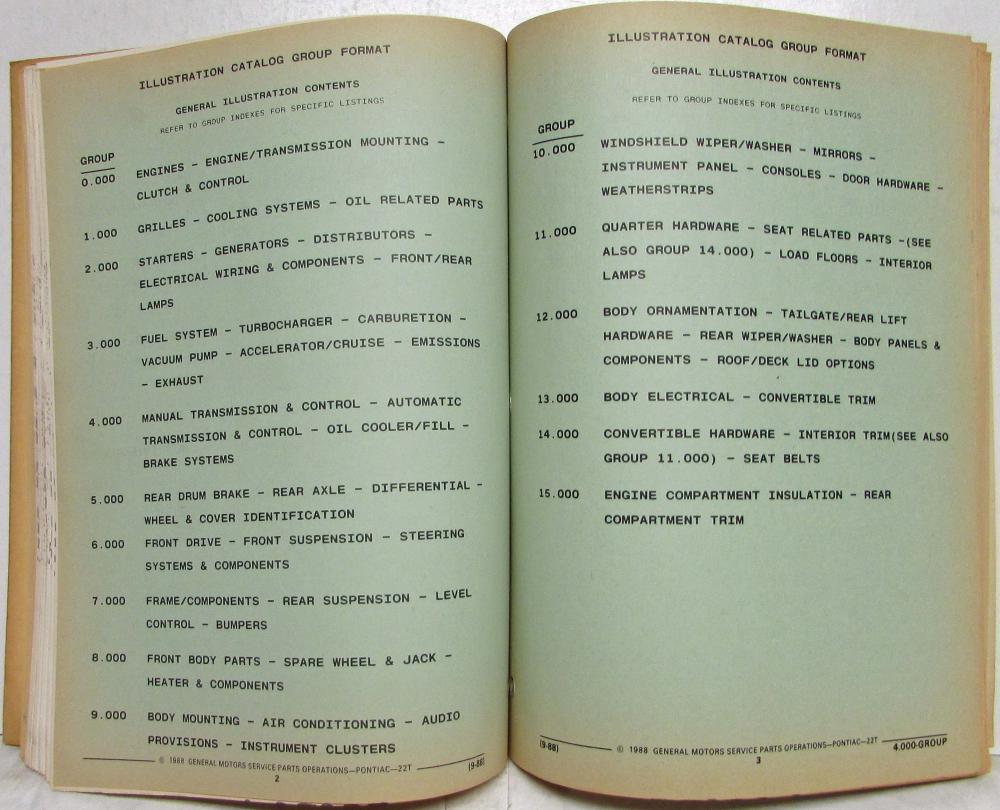 ILLUSTRATION CATALOG GROUP FORMAT
GENERAL ILLUSTRATION CONTENTS
REFER TO GROUP INDEXES FOR SPECIFIC LISTINGS
GROUP
0.000 ENGINES - ENGINE/TRANSMISSION MOUNTING -
CLUTCH & CONTROL
1.000 GRILLES - COOLING SYSTEMS - OIL RELATED PARTS
2.000 STARTERS - GENERATORS - DISTRIBUTORS -
ELECTRICAL WIRING & COMPONENTS - FRONT/REAR
LAMPS
3.000 FUEL SYSTEM - TURBOCHARGER - CARBURETION -
VACUUM PUMP - ACCELERATOR/CRUISE - EMISSIONS
- EXHAUST
4.000 MANUAL TRANSMISSION & CONTROL - AUTOMATIC
TRANSMISSION & CONTROL - OIL COOLER/FILL -
BRAKE SYSTEMS
5.000 REAR DRUM BRAKE - REAR AXLE - DIFFERENTIAL -
WHEEL & COVER IDENTIFICATION
6.000 FRONT DRIVE - FRONT SUSPENSION - STEERING
SYSTEMS & COMPONENTS
7.000 FRAME/COMPONENTS - REAR SUSPENSION - LEVEL
CONTROL - BUMPERS
8.000 FRONT BODY PARTS - SPARE WHEEL & JACK -
HEATER & COMPONENTS
9.000 BODY MOUNTING - AIR CONDITIONING - AUDIO
PROVISIONS - INSTRUMENT CLUSTERS
© 1988 GENERAL MOTORS SERVICE PARTS OPERATIONS—PONTIAC—22T (9-88)
2
ILLUSTRATION CATALOG GROUP FORMAT
GENERAL ILLUSTRATION CONTENTS
REFER TO GROUP INDEXES FOR SPECIFIC LISTINGS
GROUP
10.000 WINDSHIELD WIPER/WASHER - MIRRORS -
INSTRUMENT PANEL - CONSOLES - DOOR HARDWARE -
WEATHERSTRIPS
11.000 QUARTER HARDWARE - SEAT RELATED PARTS -(SEE
ALSO GROUP 14.000) - LOAD FLOORS - INTERIOR
LAMPS
12.000 BODY ORNAMENTATION - TAILGATE/REAR LIFT
HARDWARE - REAR WIPER/WASHER - BODY PANELS &
COMPONENTS - ROOF/DECK LID OPTIONS
13.000 BODY ELECTRICAL - CONVERTIBLE TRIM
14.000 CONVERTIBLE HARDWARE - INTERIOR TRIM(SEE ALSO
GROUP 11.000) - SEAT BELTS
15.000 ENGINE COMPARTMENT INSULATION - REAR
COMPARTMENT TRIM
(9-88) © 1988 GENERAL MOTORS SERVICE PARTS OPERATIONS—PONTIAC—22T 4.000-GROUP
3